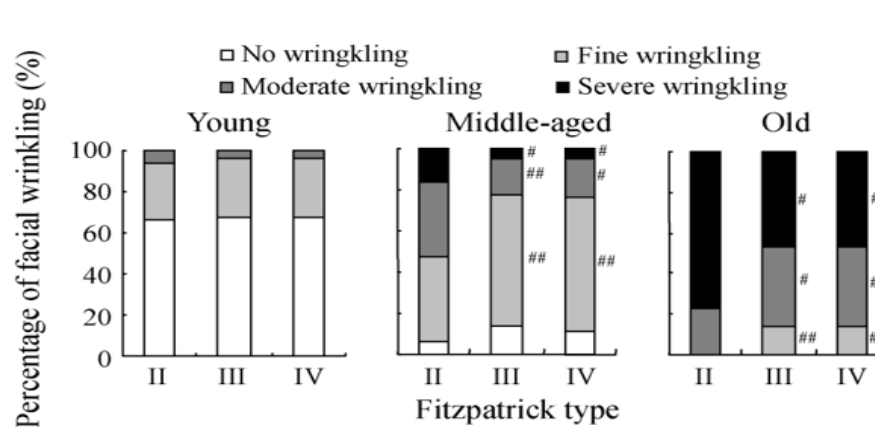 Percentage of facial wrinkling (%)
No wringkling
Fine wringkling
Moderate wringkling
Severe wringkling
Young
Middle-aged
Old
100
80
60
40
20
0
#
##
##
#
#
##
#
#
##
#
#
#
II
III
IV
II
III
IV
II
III
IV
Fitzpatrick type